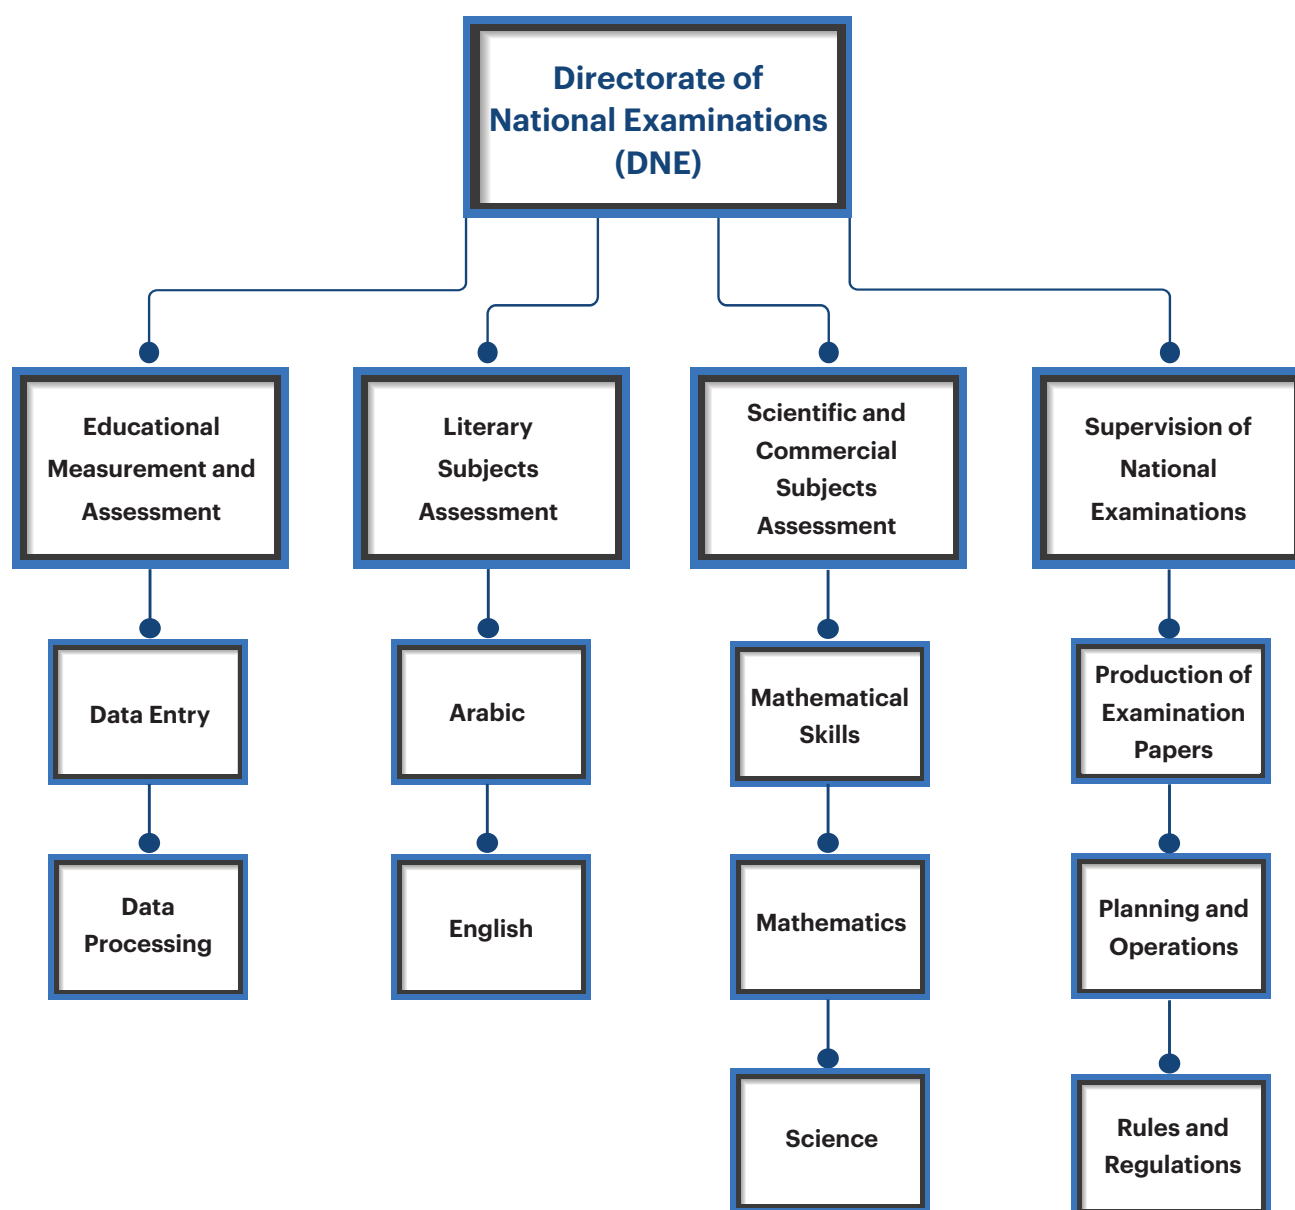 Directorate of
National Examinations
(DNE)
Educational
Measurement and
Assessment
Literary
Subjects
Assessment
Scientific and
Commercial
Subjects
Assessment
Supervision of
National
Examinations
Data Entry
Arabic
Mathematical
Skills
Production of
Examination
Papers
Data
Processing
English
Mathematics
Planning and
Operations
Science
Rules and
Regulations